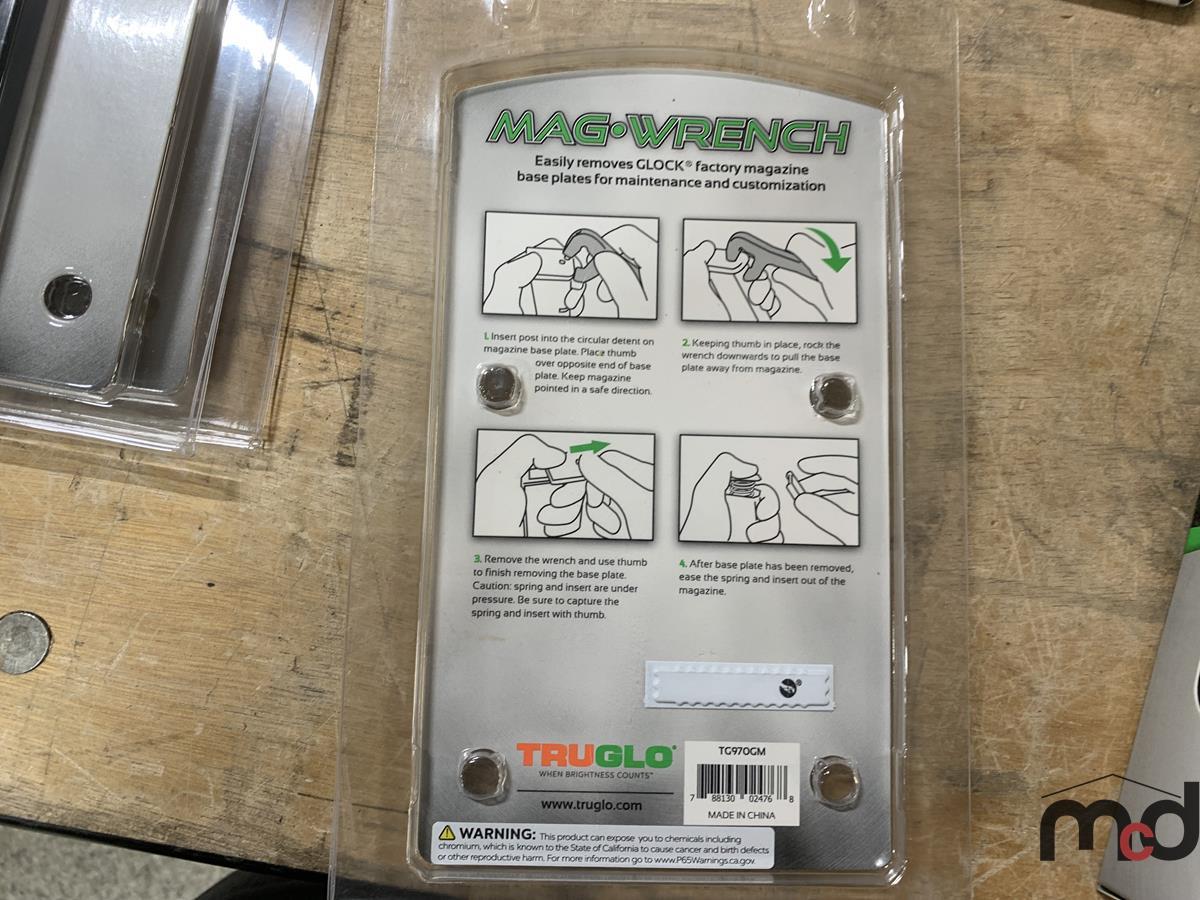 MAG•WRENCH
Easily removes GLOCK® factory magazine
base plates for maintenance and customization
1. Insert post into the circular detent on
magazine base plate. Place thumb
over opposite end of base
plate. Keep magazine
pointed in a safe direction.
2. Keeping thumb in place, rock the
wrench downwards to pull the base
plate away from magazine.
3. Remove the wrench and use thumb
to finish removing the base plate.
Caution: spring and insert are under
pressure. Be sure to capture the
spring and insert with thumb.
4. After base plate has been removed,
ease the spring and insert out of the
magazine.
®
TRUGLO®
WHEN BRIGHTNESS COUNTS™
www.truglo.com
TG970GM
7 88130 02476 8
MADE IN CHINA
WARNING: This product can expose you to chemicals including
chromium, which is known to the State of California to cause cancer and birth defects
or other reproductive harm. For more information go to www.P65Warnings.ca.gov
mcd